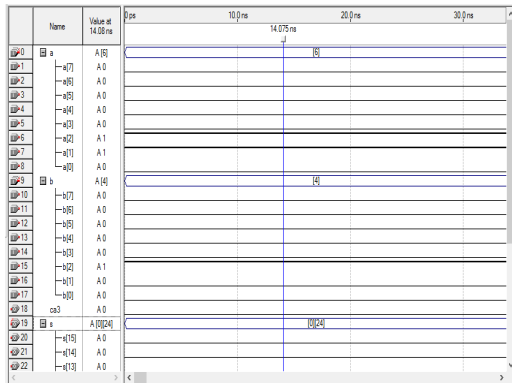 Name
Value at
14.08 ns
0 ps
10.0 ns
20.0 ns
30.0 ns
14.075 ns
0 a A [6] [6]
1 a[7] A 0
2 a[6] A 0
3 a[5] A 0
4 a[4] A 0
5 a[3] A 0
6 a[2] A 1
7 a[1] A 1
8 a[0] A 0
9 b A [4] [4]
10 b[7] A 0
11 b[6] A 0
12 b[5] A 0
13 b[4] A 0
14 b[3] A 0
15 b[2] A 1
16 b[1] A 0
17 b[0] A 0
18 ca3 A 0
19 s A [0][24] [0][24]
20 s[15] A 0
21 s[14] A 0
22 s[13] A 0